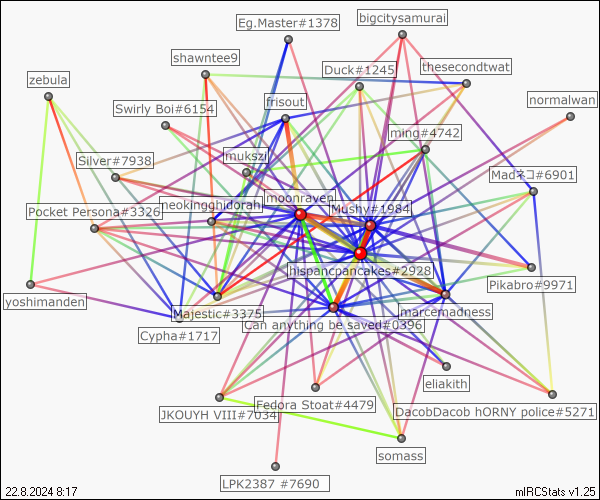 Eg.Master#1378
bigcitysamurai
shawntee9
Duck#1245
thesecondtwat
zebula
frisout
normalwan
Swirly Boi#6154
ming#4742
mukszi
Silver#7938
Madネコ#6901
moonraven
neokingghidorah
Mushy#1984
Pocket Persona#3326
hispancpancakes#2928
Pikabro#9971
yoshimanden
Majestic#3375
marcemadness
Can anything be saved#0396
Cypha#1717
eliakith
Fedora Stoat#4479
DacobDacob hORNY police#5271
JKOUYH VIII#7034
somass
LPK2387 #7690
22.8.2024 8:17
mIRCStats v1.25